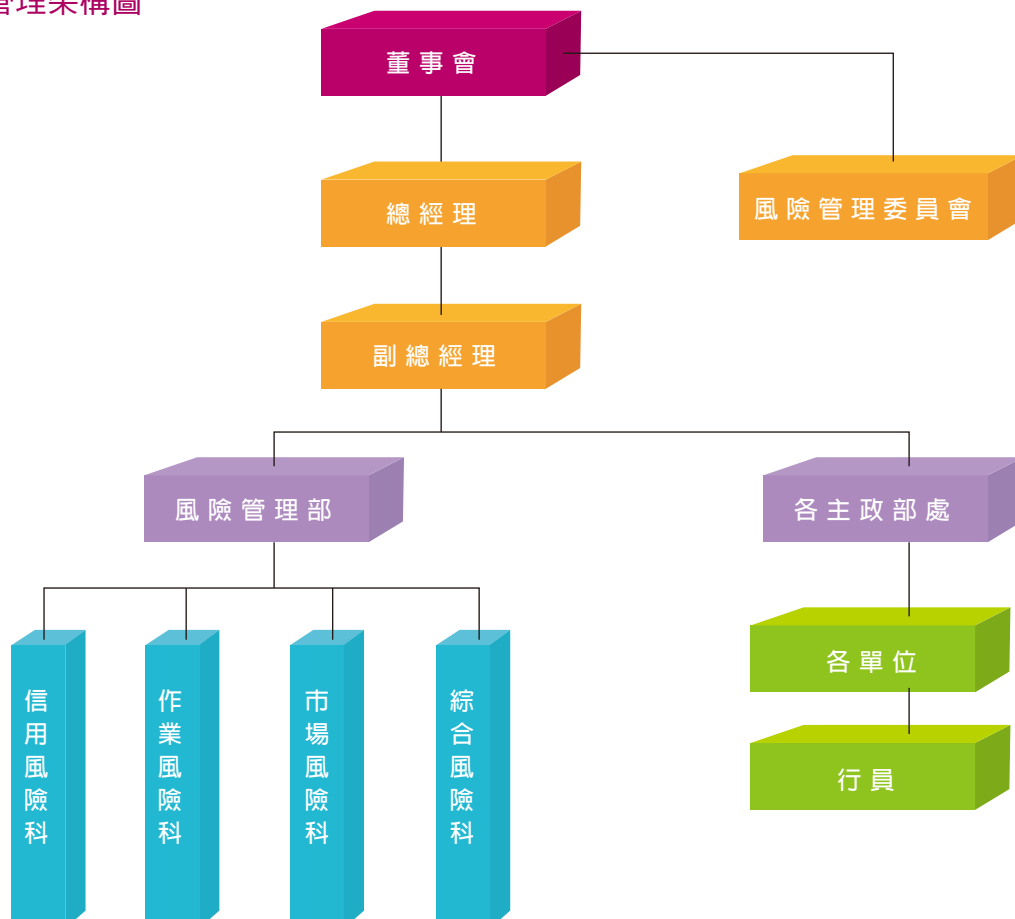 管理架構圖
董事會
總經理
風險管理委員會
副總經理
風險管理部
各主政部處
信用風險科
作業風險科
市場風險科
綜合風險科
各單位
行員